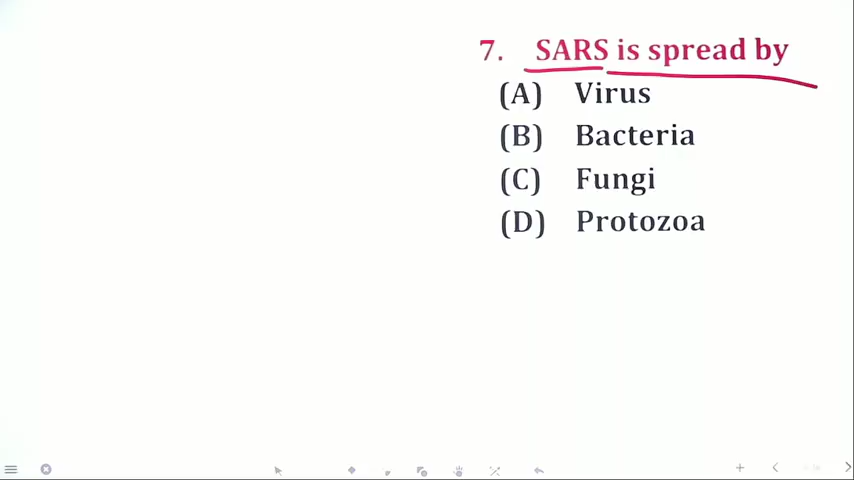 7. SARS is spread by
(A) Virus
(B) Bacteria
(C) Fungi
(D) Protozoa